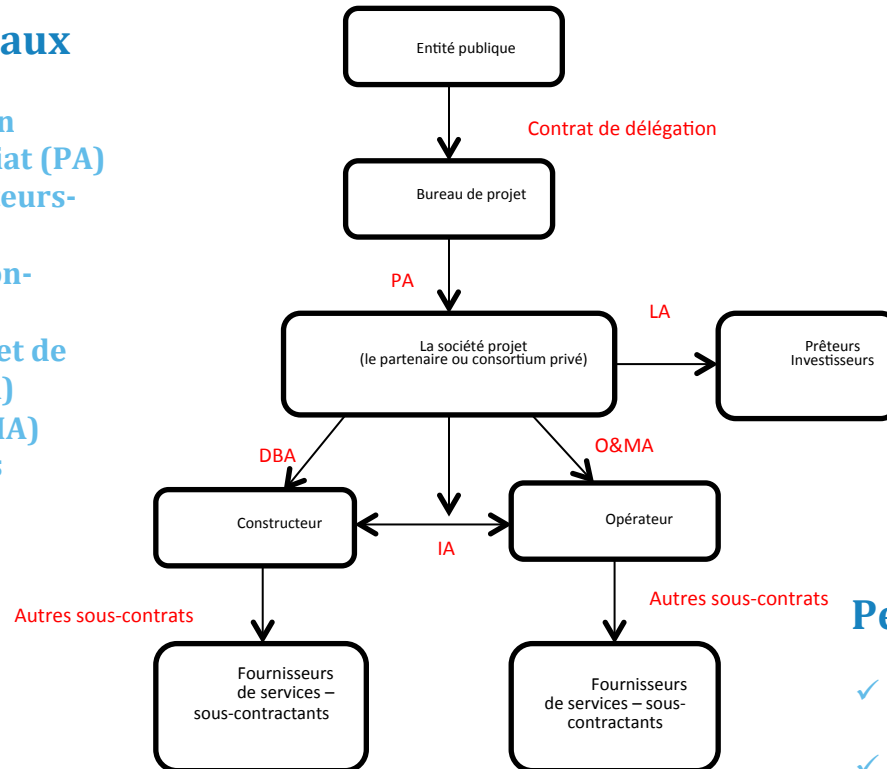 aux
n
iat (PA)
teurs-
on-
et de
)
IA)
s
Entité publique
Contrat de délégation
Bureau de projet
PA
LA
La société projet
(le partenaire ou consortium privé)
Prêteurs
Investisseurs
DBA
O&MA
Constructeur
Opérateur
IA
Autres sous-contrats
Autres sous-contrats
Fournisseurs
de services –
sous-contractants
Fournisseurs
de services – sous-
contractants
Pe
✓
✓